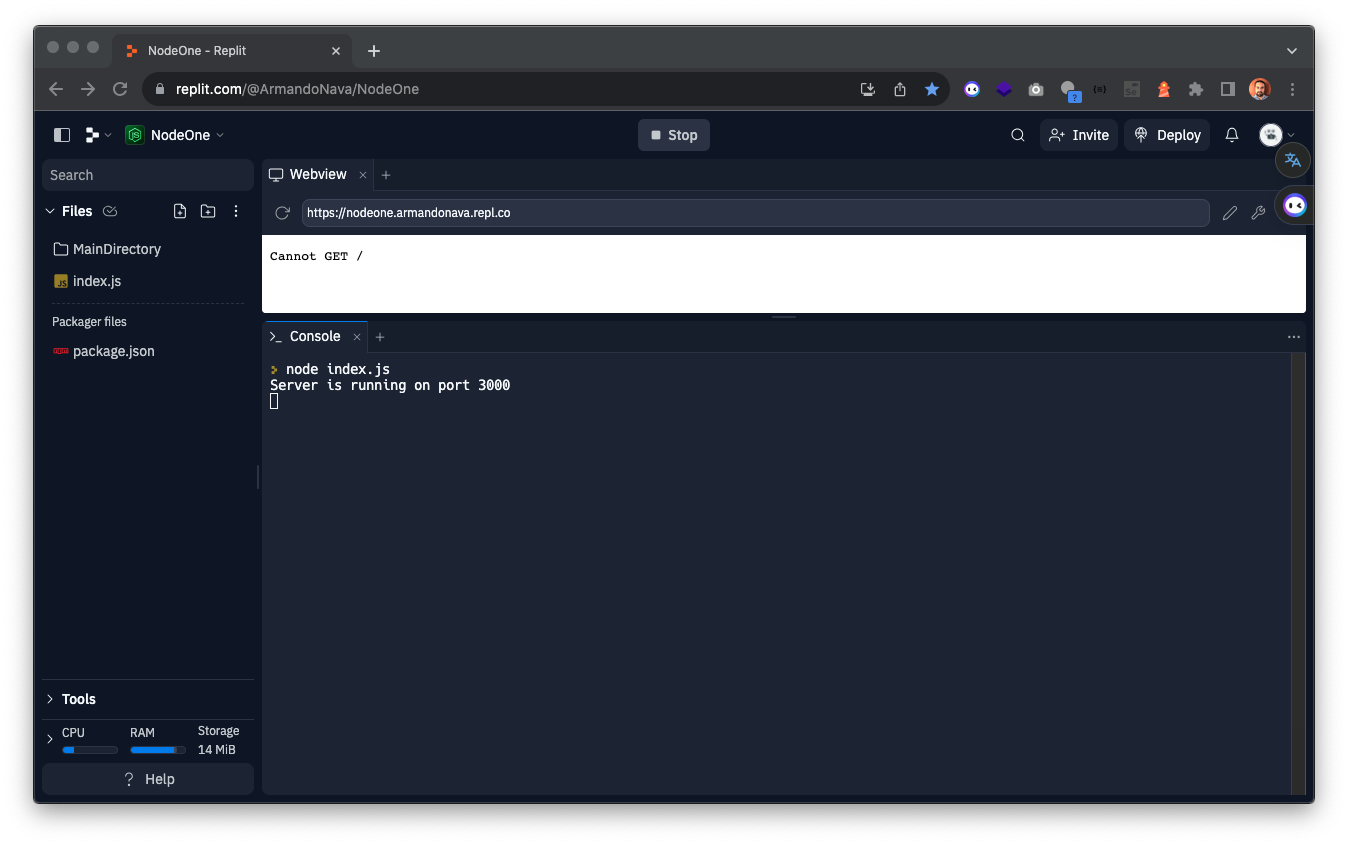 NodeOne - Replit
replit.com/@ArmandoNava/NodeOne
NodeOne
Stop
Invite
Deploy
Search
Webview
Files
https://nodeone.armandonava.repl.co
MainDirectory
Cannot GET /
index.js
Packager files
Console
package.json
node index.js
Server is running on port 3000
Tools
CPU
RAM
Storage
14 MiB
? Help